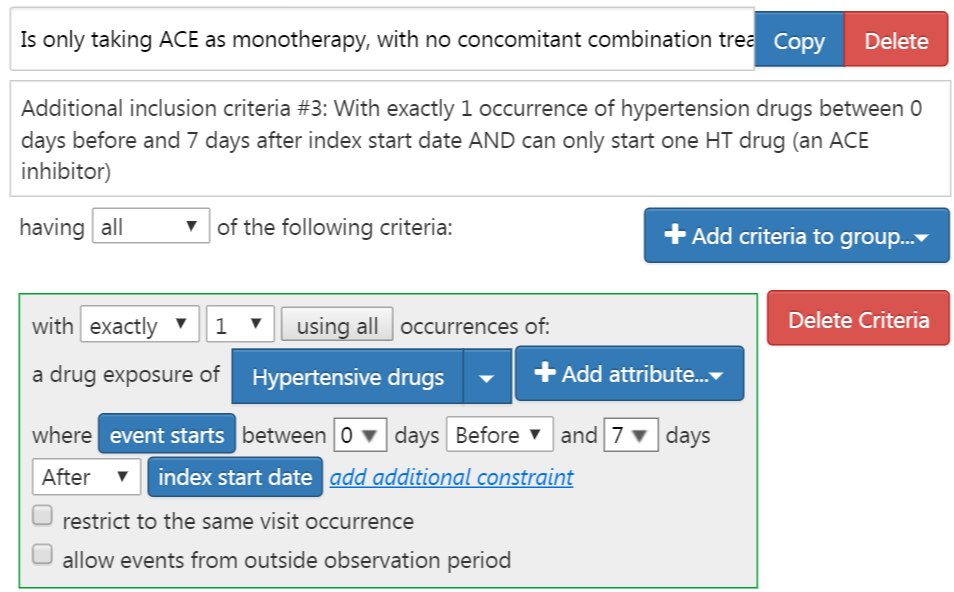 Is only taking ACE as monotherapy, with no concomitant combination trea Copy Delete
Additional inclusion criteria #3: With exactly 1 occurrence of hypertension drugs between 0
days before and 7 days after index start date AND can only start one HT drug (an ACE
inhibitor)
having all of the following criteria: Add criteria to group...
with exactly 1 using all occurrences of: Delete Criteria
a drug exposure of Hypertensive drugs Add attribute...
where event starts between 0 days Before and 7 days
After index start date add additional constraint
restrict to the same visit occurrence
allow events from outside observation period